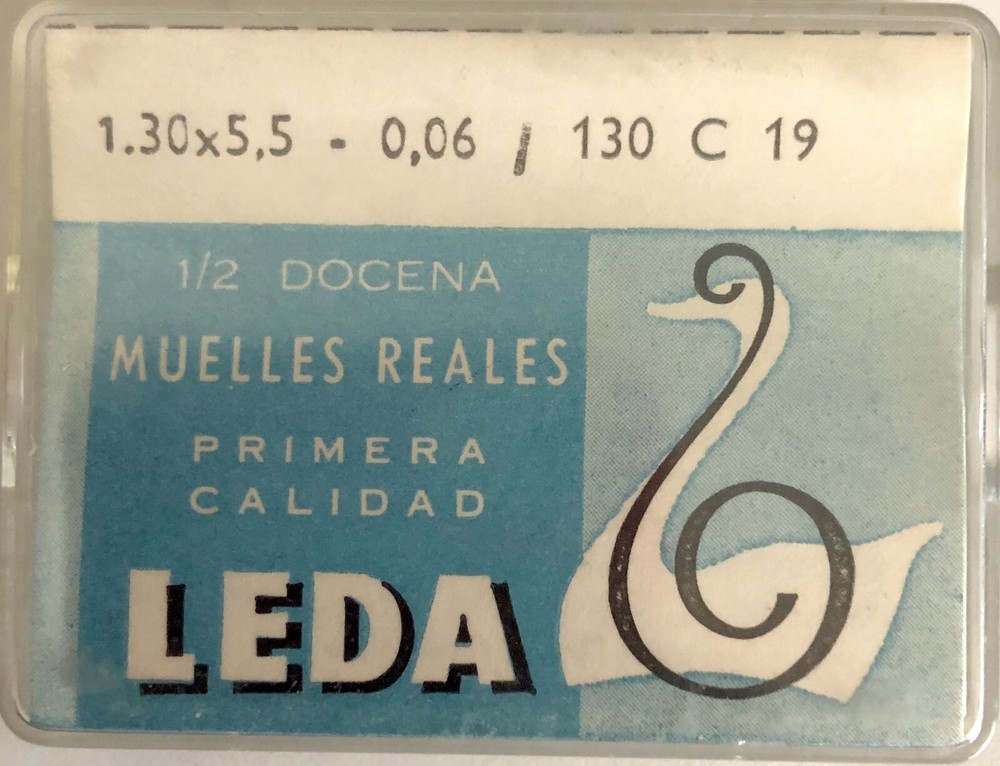 1.30x5,5 - 0,06 / 130 C 19
1/2 DOCENA
MUELLES REALES
PRIMERA
CALIDAD
LEDA